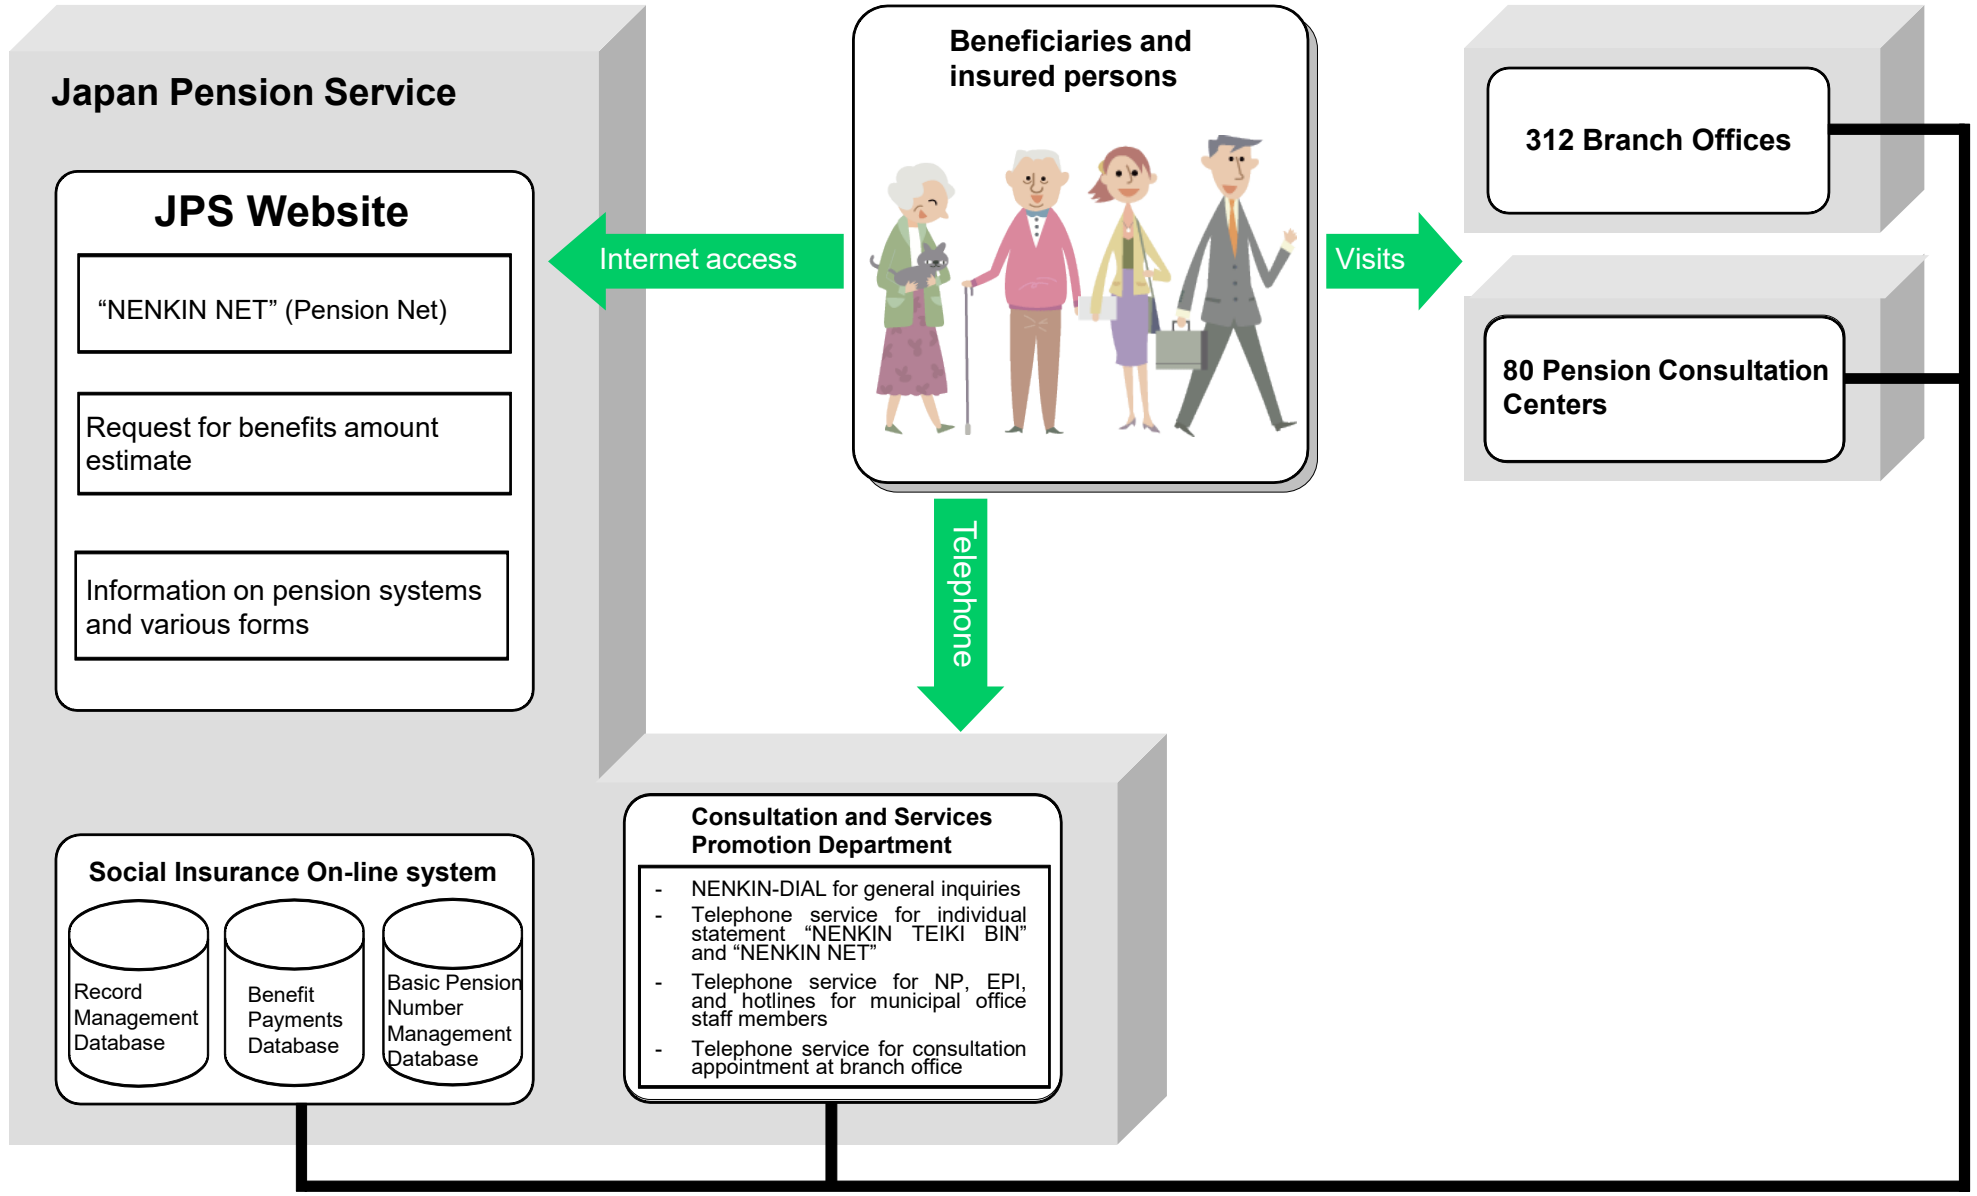 Japan Pension Service
JPS Website
“NENKIN NET” (Pension Net)
Request for benefits amount
estimate
Information on pension systems
and various forms
Internet access
Beneficiaries and
insured persons
Visits
312 Branch Offices
80 Pension Consultation
Centers
Telephone
Social Insurance On-line system
Record
Management
Database
Benefit
Payments
Database
Basic Pension
Number
Management
Database
Consultation and Services
Promotion Department
- NENKIN-DIAL for general inquiries
- Telephone service for individual
statement “NENKIN TEIKI BIN”
and “NENKIN NET”
- Telephone service for NP, EPI,
and hotlines for municipal office
staff members
- Telephone service for consultation
appointment at branch office